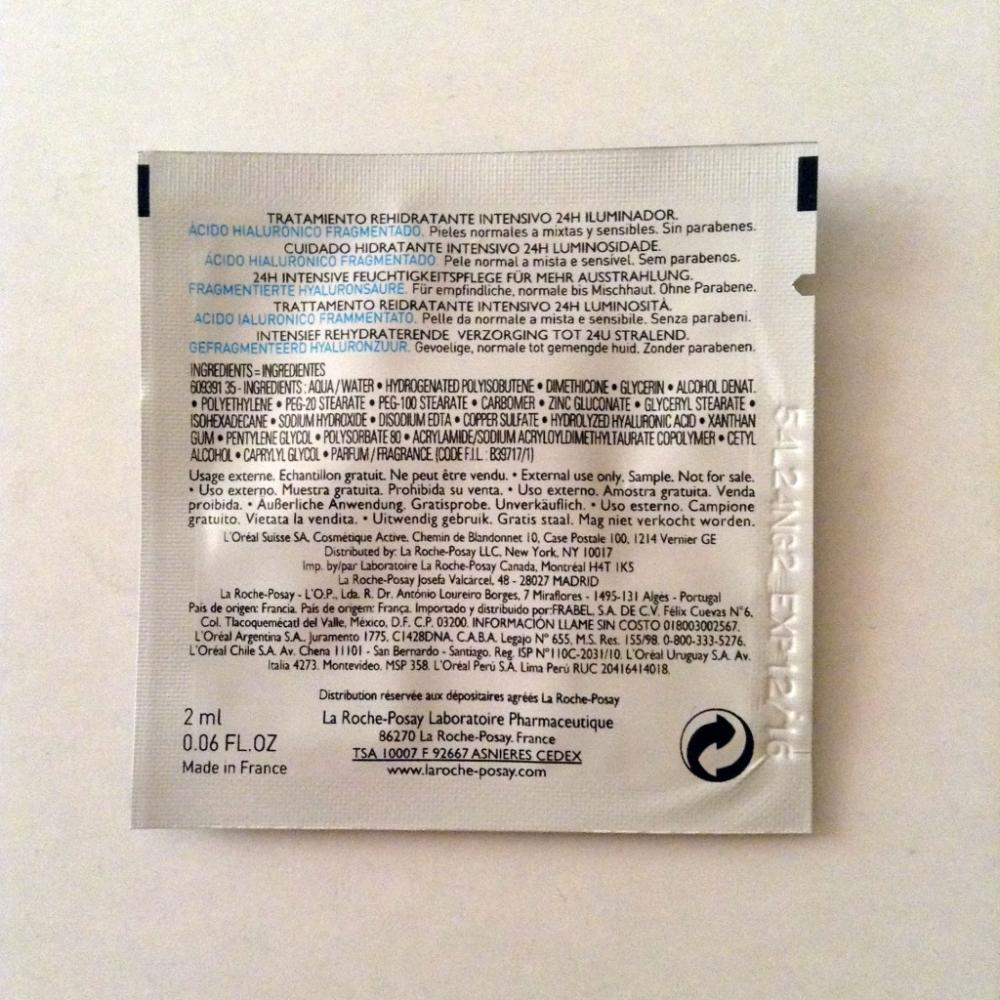 TRATAMIENTO REHIDRATANTE INTENSIVO 24H ILUMINADOR.
ÁCIDO HIALURÓNICO FRAGMENTADO. Pieles normales a mixtas y sensibles. Sin parabenes.
CUIDADO HIDRATANTE INTENSIVO 24H LUMINOSIDADE.
ÁCIDO HIALURÓNICO FRAGMENTADO. Pele normal a mista e sensível. Sem parabenos.
24H INTENSIVE FEUCHTIGKEITSPFLEGE FÜR MEHR AUSSTRAHLUNG.
FRAGMENTIERTE HYALURONSÄURE. Für empfindliche, normale bis Mischhaut. Ohne Parabene.
TRATTAMENTO REIDRATANTE INTENSIVO 24H LUMINOSITÀ.
ACIDO IALURONICO FRAMMENTATO. Pelle da normale a mista e sensibile. Senza parabeni.
INTENSIEF REHYDRATERENDE VERZORGING TOT 24U STRALEND.
GEFRAGMENTEERD HYALURONZUUR. Gevoelige, normale tot gemengde huid. Zonder parabenen.
INGREDIENTS = INGREDIENTES
609391 35 - INGREDIENTS : AQUA / WATER • HYDROGENATED POLYISOBUTENE • DIMETHICONE • GLYCERIN • ALCOHOL DENAT.
• POLYETHYLENE • PEG-20 STEARATE • PEG-100 STEARATE • CARBOMER • ZINC GLUCONATE • GLYCERYL STEARATE •
ISOHEXADECANE • SODIUM HYDROXIDE • DISODIUM EDTA • COPPER SULFATE • HYDROLYZED HYALURONIC ACID • XANTHAN
GUM • PENTYLENE GLYCOL • POLYSORBATE 80 • ACRYLAMIDE/SODIUM ACRYLOYLDIMETHYLTAURATE COPOLYMER • CETYL
ALCOHOL • CAPRYLYL GLYCOL • PARFUM / FRAGRANCE. (CODE F.I.L. : B39717/1)
Usage externe. Echantillon gratuit. Ne peut être vendu. • External use only. Sample. Not for sale.
• Uso externo. Muestra gratuita. Prohibida su venta. • Uso externo. Amostra gratuita. Venda
proibida. • Äußerliche Anwendung. Gratisprobe. Unverkäuflich. • Uso esterno. Campione
gratuito. Vietata la vendita. • Uitwendig gebruik. Gratis staal. Mag niet verkocht worden.
L'Oréal Suisse SA, Cosmétique Active, Chemin de Blandonnet 10, Case Postale 100, 1214 Vernier GE
Distributed by: La Roche-Posay LLC, New York, NY 10017
Imp. by/par Laboratoire La Roche-Posay Canada, Montréal H4T 1K5
La Roche-Posay Josefa Valcárcel, 48 - 28027 MADRID
La Roche-Posay - L'O.P., Lda. R. Dr. António Loureiro Borges, 7 Miraflores - 1495-131 Algés - Portugal
País de origen: Francia. País de origem: França. Importado y distribuido por:FRABEL, S.A. DE C.V. Félix Cuevas N°6,
Col. Tlacoquemécatl del Valle, México, D.F. C.P. 03200. INFORMACIÓN LLAME SIN COSTO 018003002567.
L'Oréal Argentina S.A., Juramento 1775, C1428DNA, C.A.B.A. Legajo N° 655, M.S. Res. 155/98. 0-800-333-5276.
L'Oréal Chile S.A. Av. Chena 11101 - San Bernardo - Santiago. Reg. ISP N°110C-2031/10. L'Oréal Uruguay S.A. Av.
Italia 4273. Montevideo. MSP 358. L'Oréal Perú S.A. Lima Perú RUC 20416414018.
Distribution réservée aux dépositaires agréés La Roche-Posay
2 ml
0.06 FL.OZ
Made in France
La Roche-Posay Laboratoire Pharmaceutique
86270 La Roche-Posay. France
TSA 10007 F 92667 ASNIERES CEDEX
www.laroche-posay.com
54L24NG2 EXP12/16